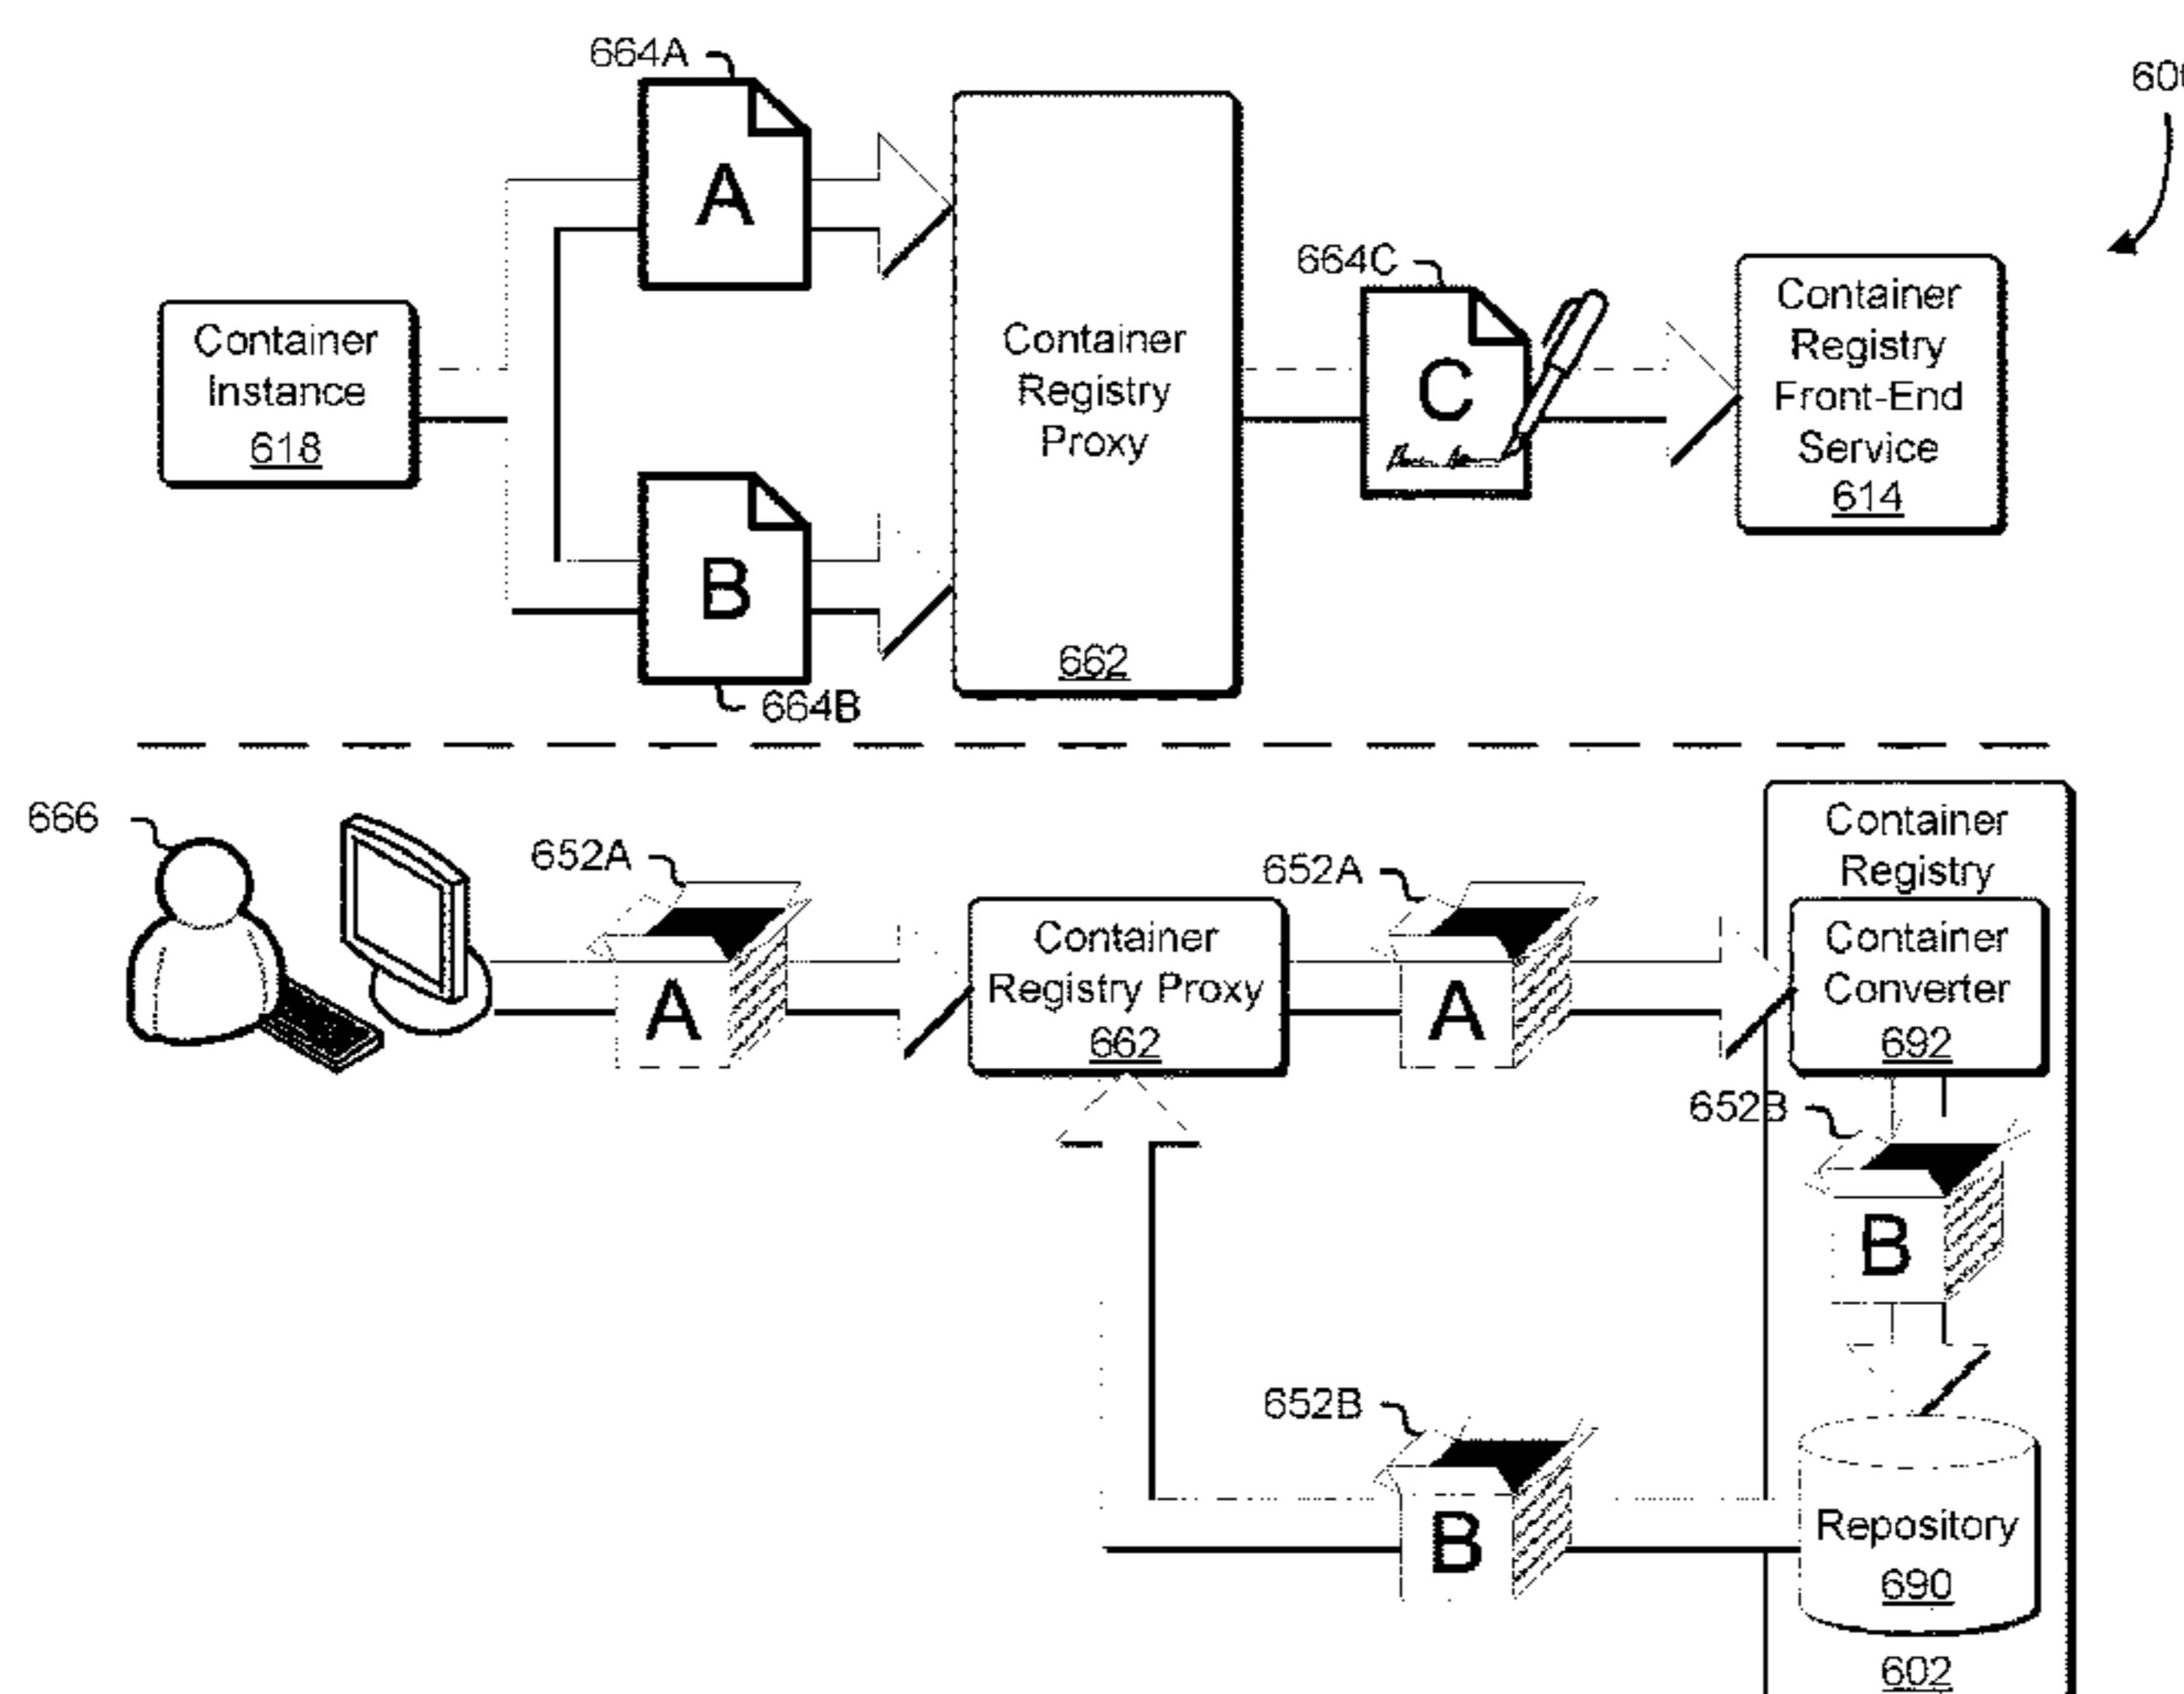 664A
A
Container
Instance
618
B
664B
Container
Registry
Proxy
662
664C
C
Container
Registry
Front-End
Service
614
666
652A
A
Container
Registry Proxy
662
652A
A
Container
Registry
Container
Converter
692
652B
B
652B
B
Repository
690
602